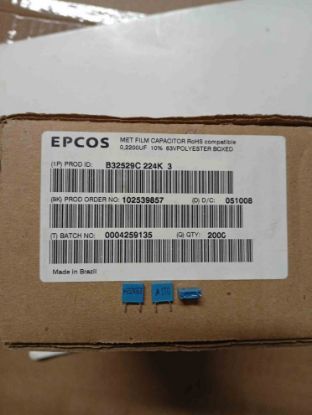 EPCOS
MET FILM CAPACITOR RoHS compatible
0,2200UF 10% 63VPOLYESTER BOXED
(1P) PROD ID: B32529C 224K 3
(9K) PROD ORDER NO: 102539857 (D) D/C: 051008
(T) BATCH NO: 0004259135 (Q) QTY: 2000
Made in Brazil